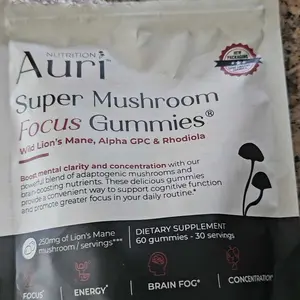 NUTRITION
Auri™
NEW PACKAGING
Super Mushroom
Focus Gummies®
Wild Lion's Mane, Alpha GPC & Rhodiola
Boost mental clarity and concentration with our
powerful blend of adaptogenic mushrooms and
brain-boosting nutrients. These delicious gummies
provide a convenient way to support cognitive function
and promote greater focus in your daily routine.*
250mg of Lion's Mane
mushroom / servings***
DIETARY SUPPLEMENT
60 gummies - 30 servings
FOCUS*
ENERGY*
BRAIN FOG*
CONCENTRATION*